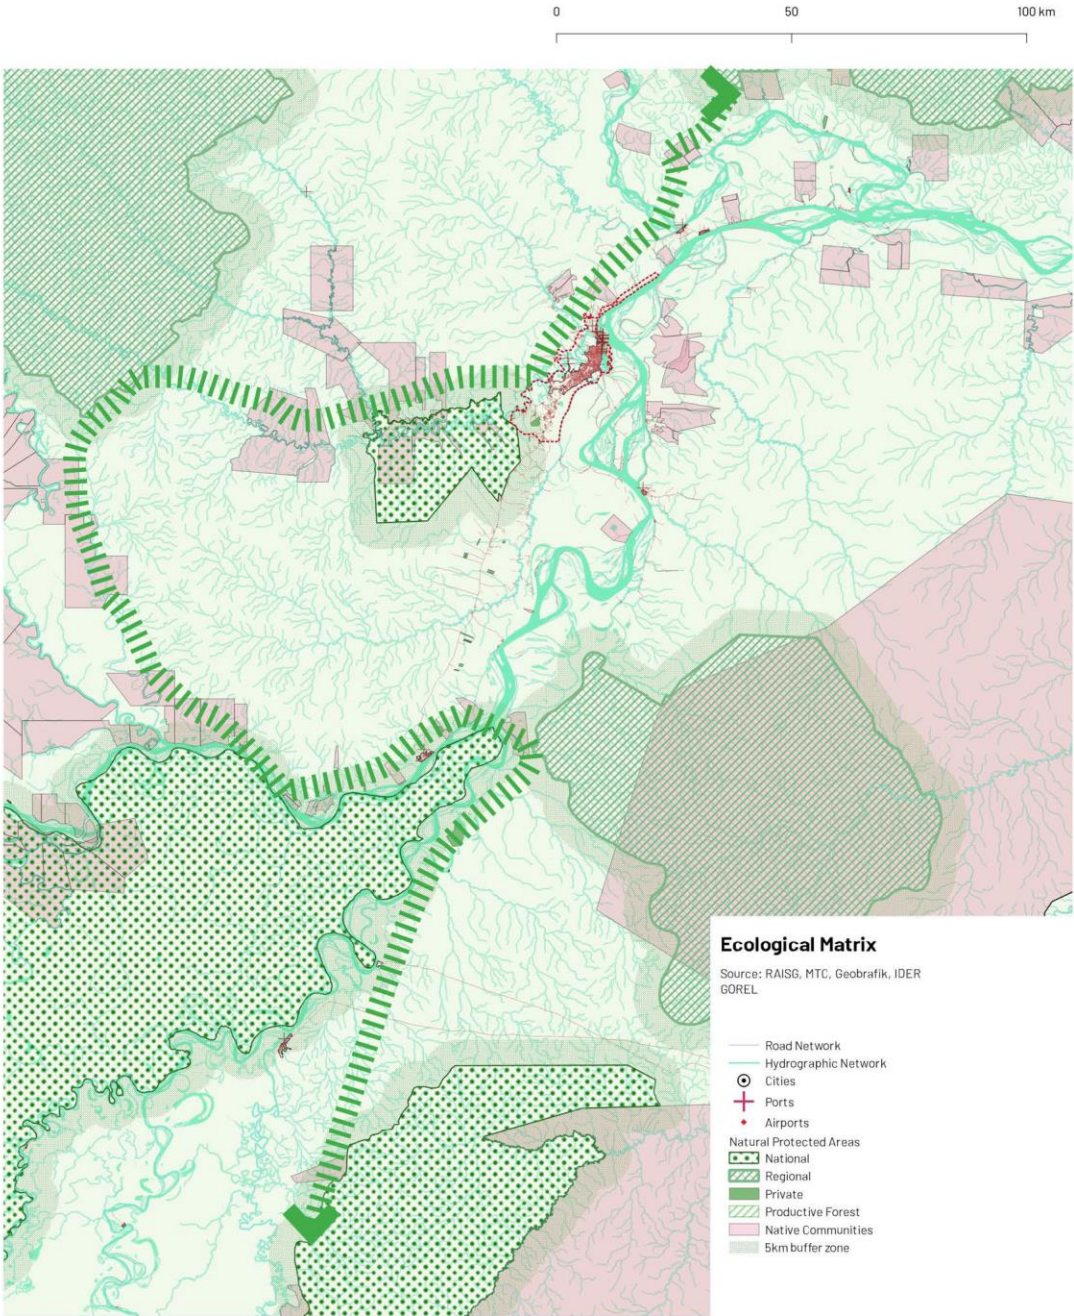 0 50 100 km
Ecological Matrix
Source: RAISG, MTC, Geobrafik, IDER
GOREL
Road Network
Hydrographic Network
Cities
Ports
Airports
Natural Protected Areas
National
Regional
Private
Productive Forest
Native Communities
5km buffer zone